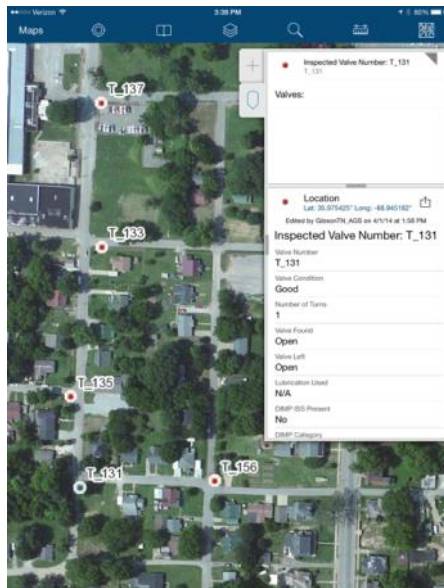 Verizon
3:38 PM
80%
Maps
T_137
T_133
T_135
T_131
T_156
Inspected Valve Number: T_131
T_131
Valves:
Location
Lat: 35.975425° Long: -88.945182°
Edited by GibsonTN_AGS on 4/1/14 at 1:58 PM
Inspected Valve Number: T_131
Valve Number
T_131
Valve Condition
Good
Number of Turns
1
Valve Found
Open
Valve Left
Open
Lubrication Used
N/A
DIMP ISS Present
No
DIMP Category